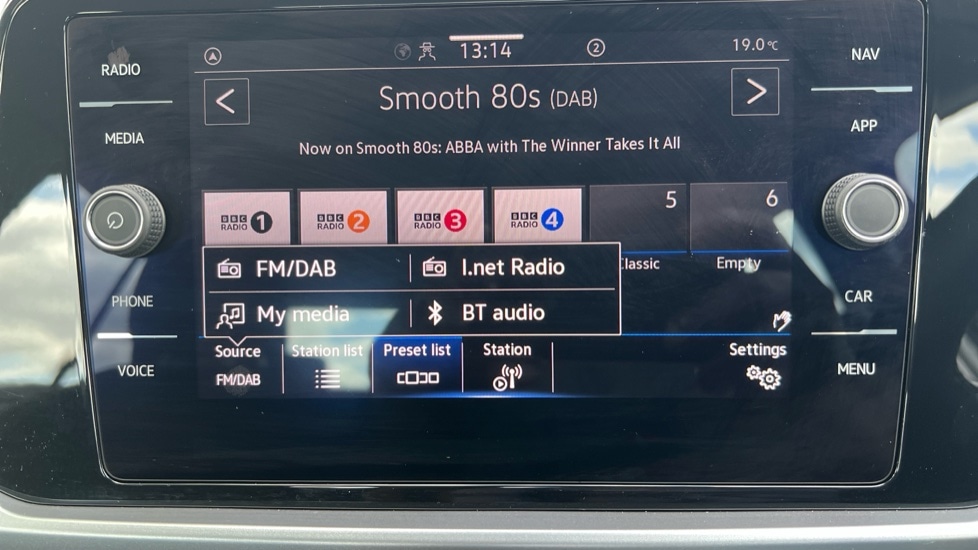 RADIO
MEDIA
PHONE
VOICE
13:14
2
19.0°C
<
Smooth 80s (DAB)
>
Now on Smooth 80s: ABBA with The Winner Takes It All
BBC RADIO 1
BBC RADIO 2
BBC RADIO 3
BBC RADIO 4
5
6
lassic
Empty
FM/DAB
I.net Radio
My media
BT audio
Source
FM/DAB
Station list
Preset list
Station
Settings
NAV
APP
CAR
MENU